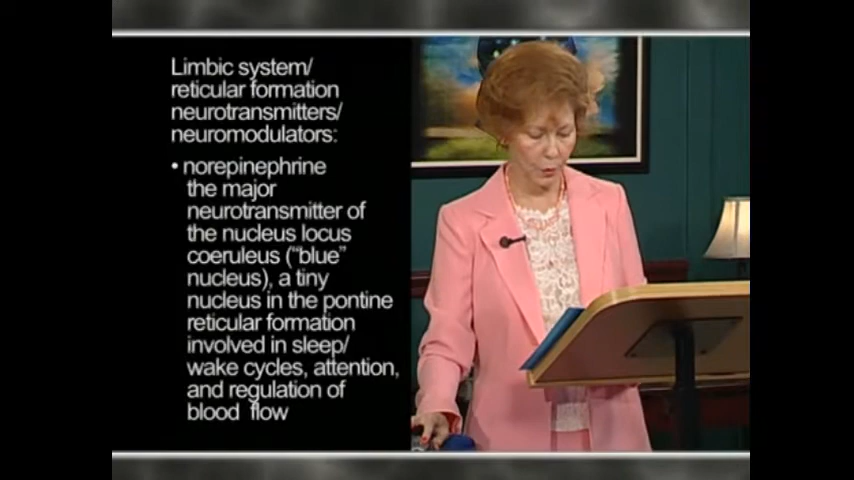 Limbic system/
reticular formation
neurotransmitters/
neuromodulators:
• norepinephrine
the major
neurotransmitter of
the nucleus locus
coeruleus ("blue"
nucleus), a tiny
nucleus in the pontine
reticular formation
involved in sleep/
wake cycles, attention,
and regulation of
blood flow